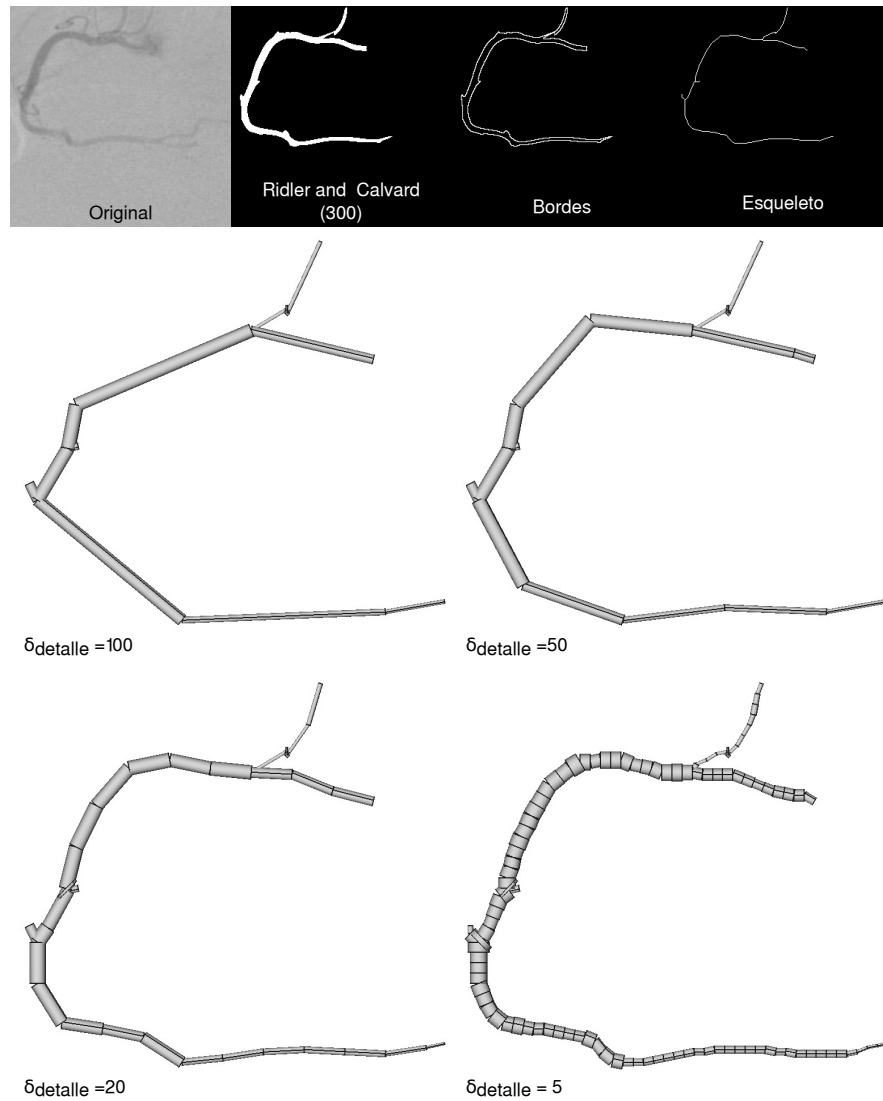 Original
Ridler and Calvard
(300)
Bordes
Esqueleto
δdetalle =100
δdetalle =50
δdetalle =20
δdetalle = 5